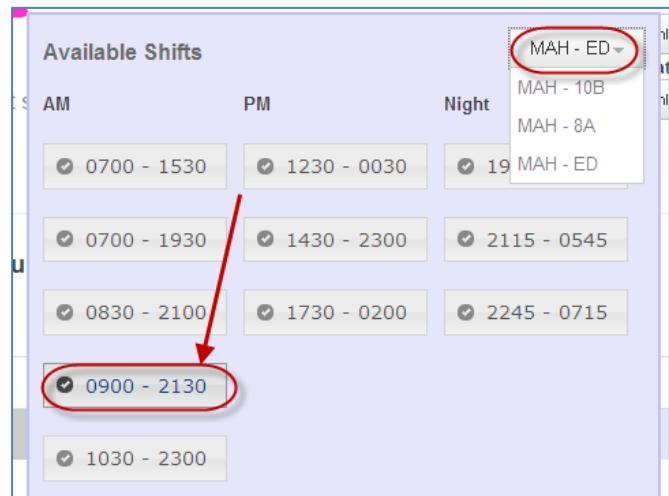 Available Shifts MAH - ED
AM PM Night
MAH - 10B
MAH - 8A
MAH - ED
0700 - 1530 1230 - 0030 19
0700 - 1930 1430 - 2300 2115 - 0545
0830 - 2100 1730 - 0200 2245 - 0715
0900 - 2130
1030 - 2300